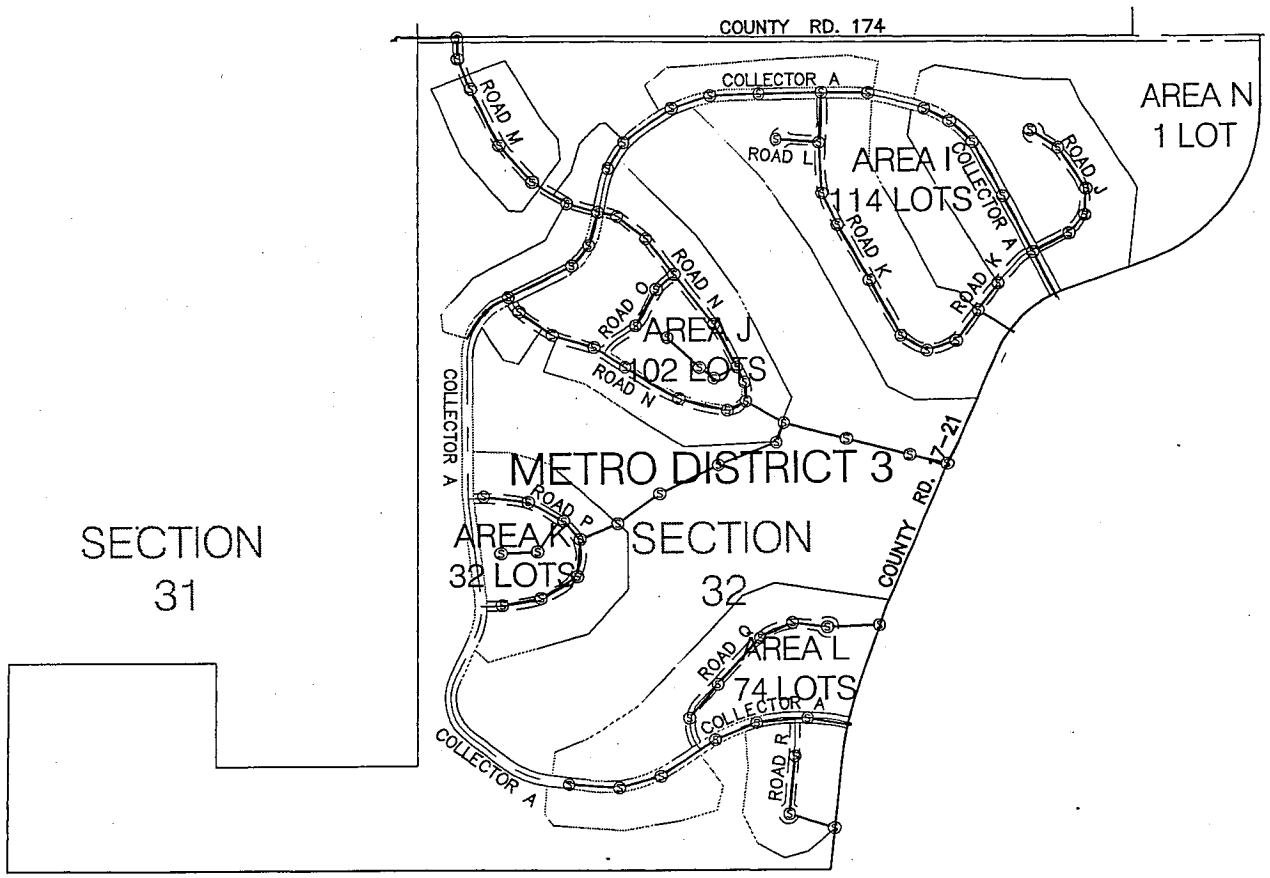 COUNTY RD. 174
COLLECTOR A
AREA N
1 LOT
ROAD M
ROAD L
AREA I
114 LOTS
COLLECTOR A
ROAD J
ROAD K
ROAD K
ROAD N
ROAD O
AREA J
102 LOTS
ROAD N
COLLECTOR A
METRO DISTRICT 3
COUNTY RD. 17-21
ROAD P
AREA K
32 LOTS
SECTION
32
SECTION
31
ROAD Q
AREA L
74 LOTS
COLLECTOR A
ROAD R
COLLECTOR A